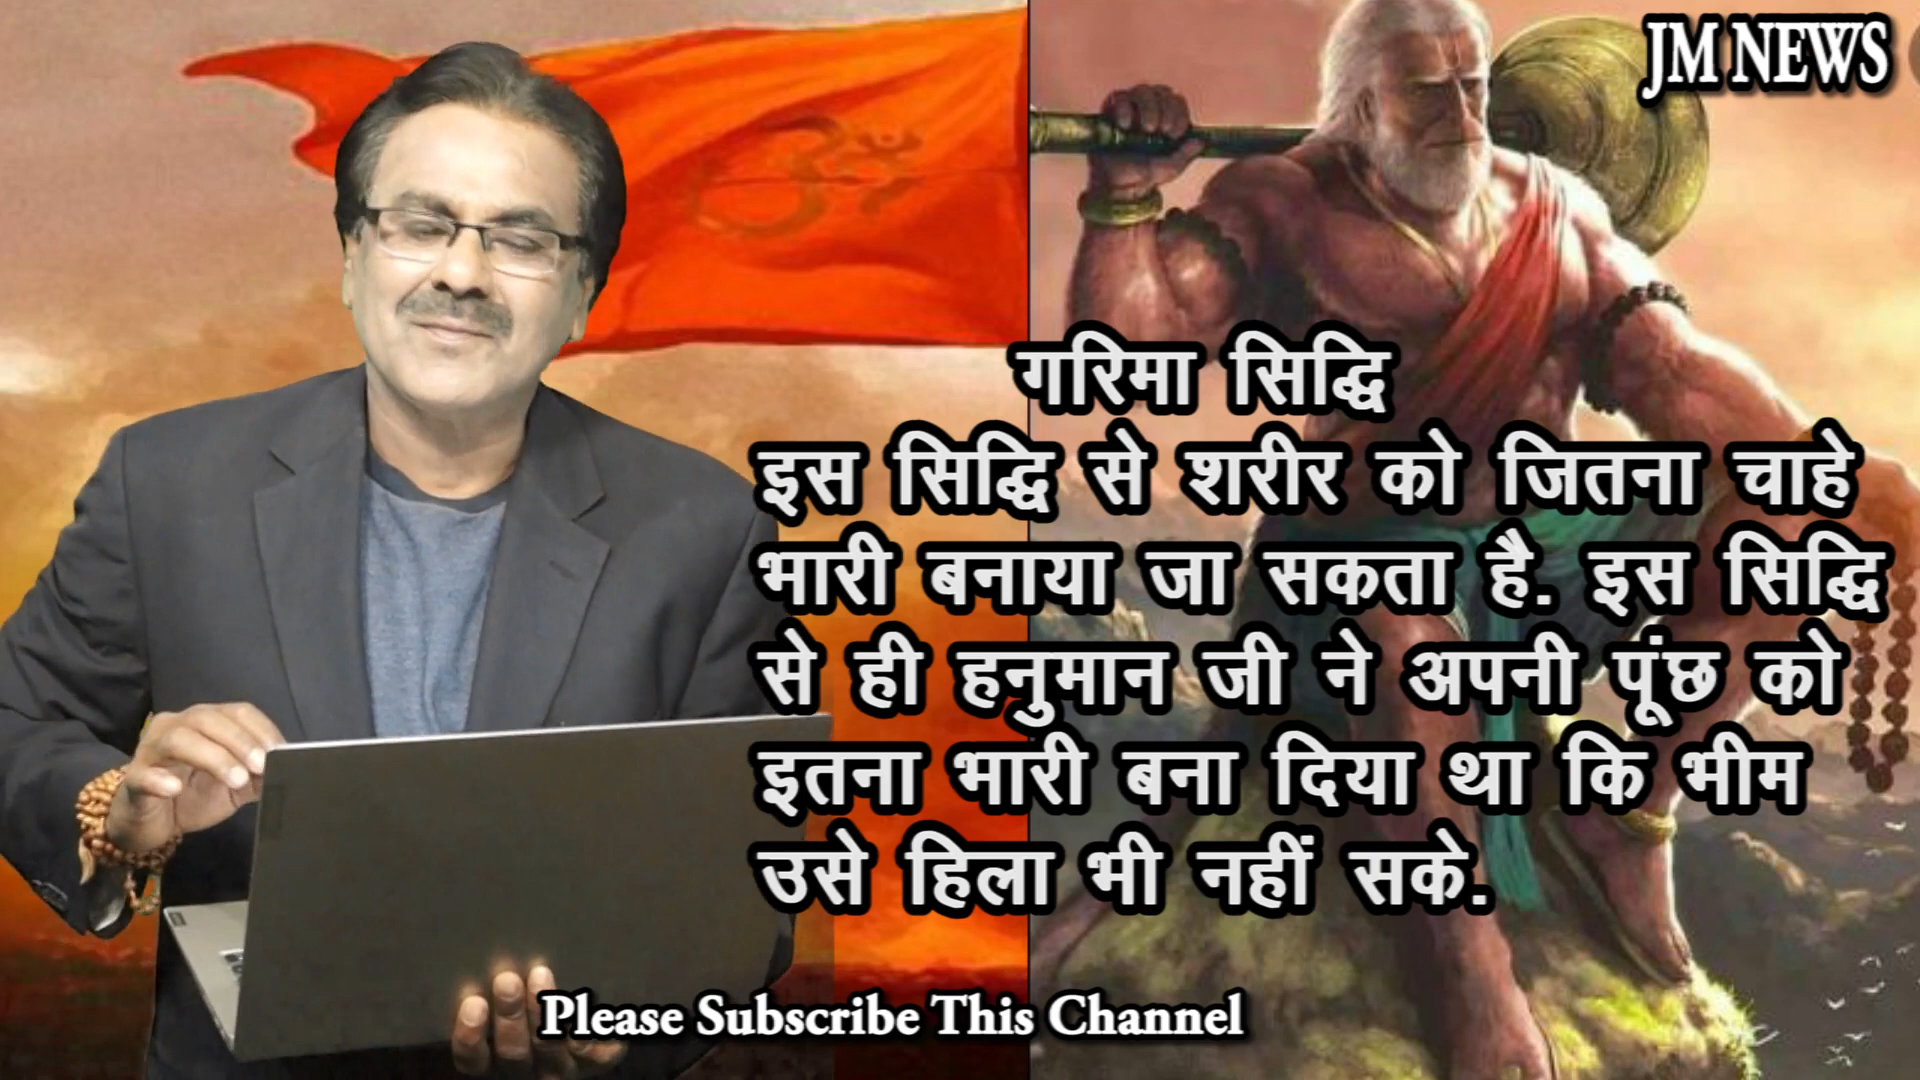 JM NEWS
गरिमा सिद्धि
इस सिद्धि से शरीर को जितना चाहे
भारी बनाया जा सकता है. इस सिद्धि
से ही हनुमान जी ने अपनी पूंछ को
इतना भारी बना दिया था कि भीम
उसे हिला भी नहीं सके.
Please Subscribe This Channel